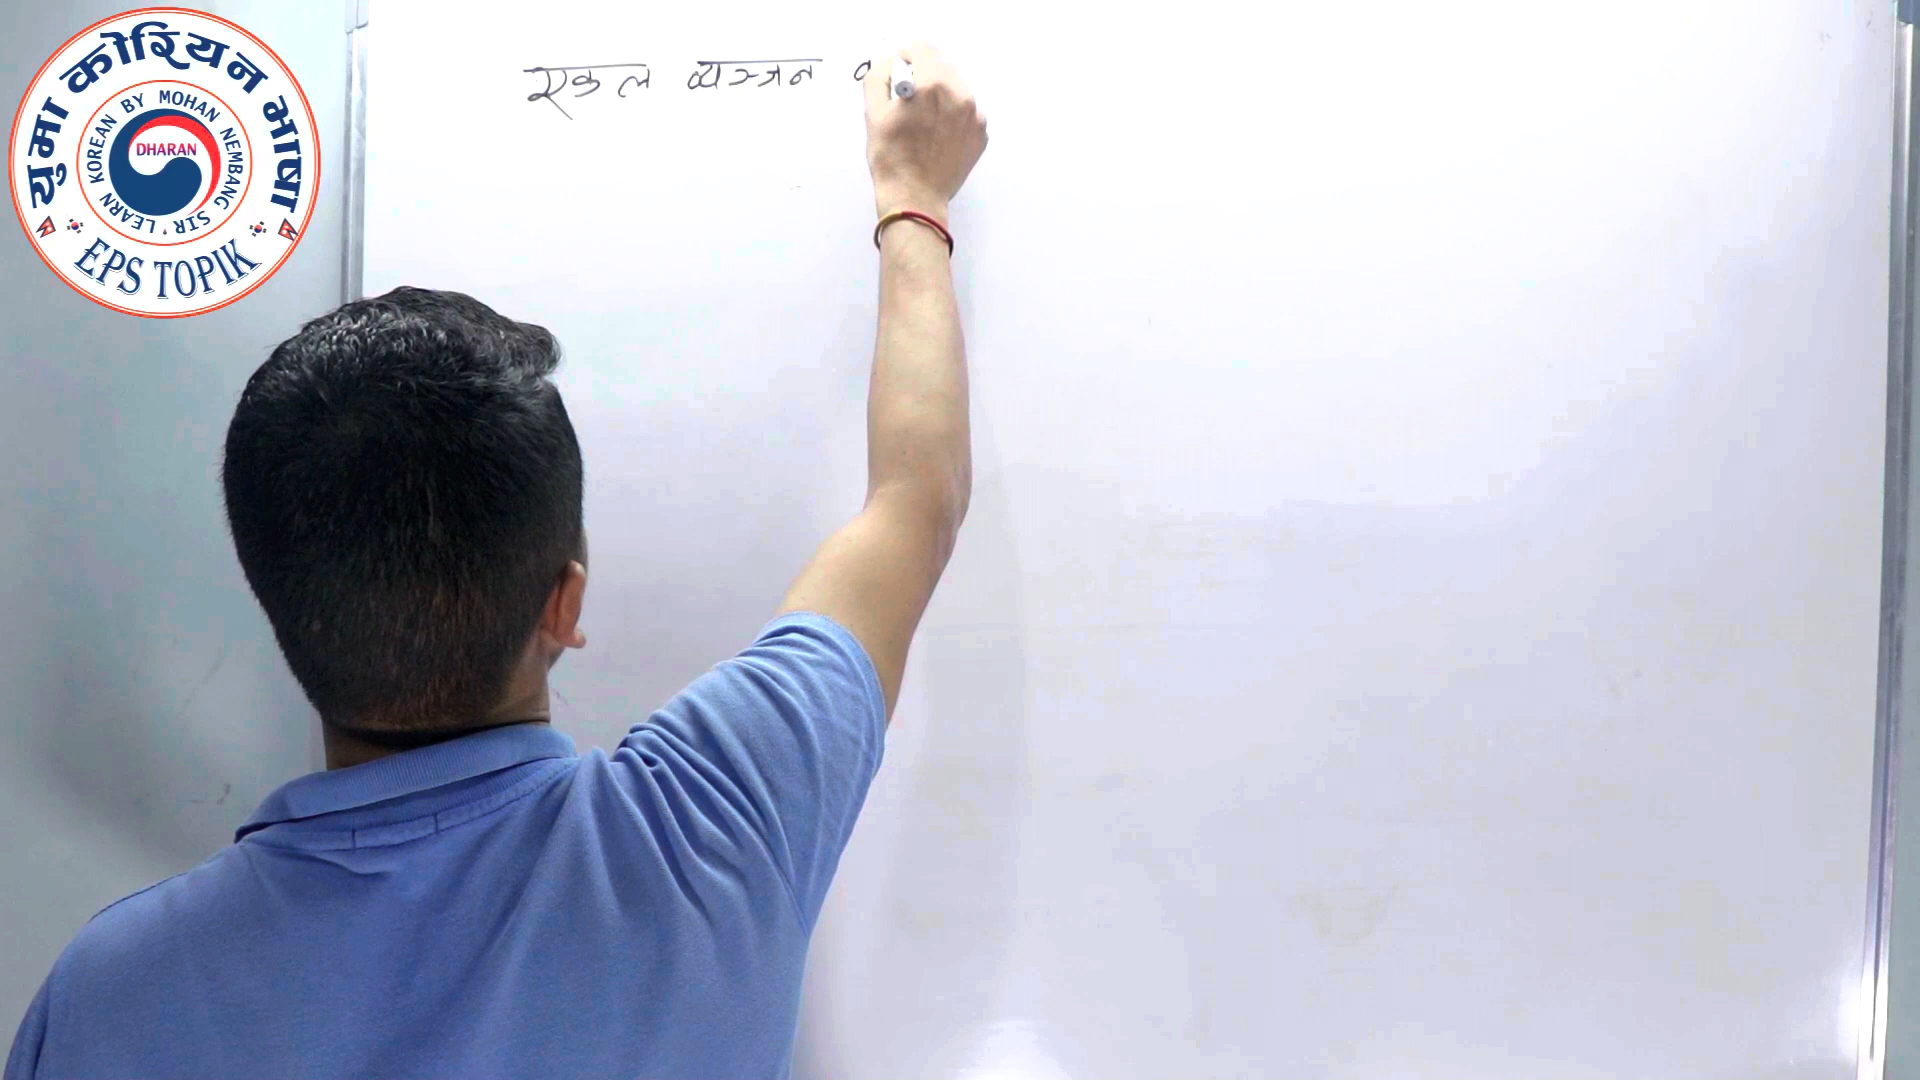 युमा कोरियन भाषा
LEARN KOREAN BY MOHAN NEMBANG SIR
DHARAN
EPS TOPIK
एकल व्यञ्जन व